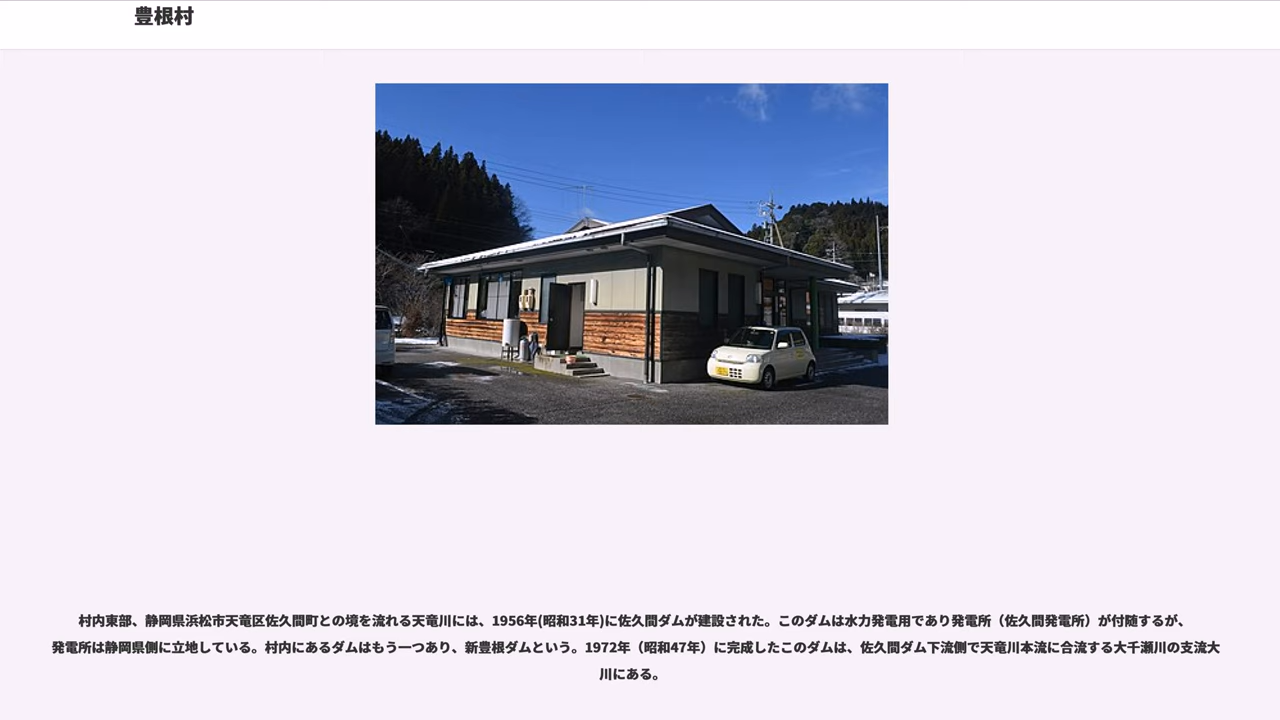 豊根村
村内東部、静岡県浜松市天竜区佐久間町との境を流れる天竜川には、1956年(昭和31年)に佐久間ダムが建設された。このダムは水力発電用であり発電所（佐久間発電所）が付随するが、
発電所は静岡県側に立地している。村内にあるダムはもう一つあり、新豊根ダムという。1972年（昭和47年）に完成したこのダムは、佐久間ダム下流側で天竜川本流に合流する大千瀬川の支流大
川にある。